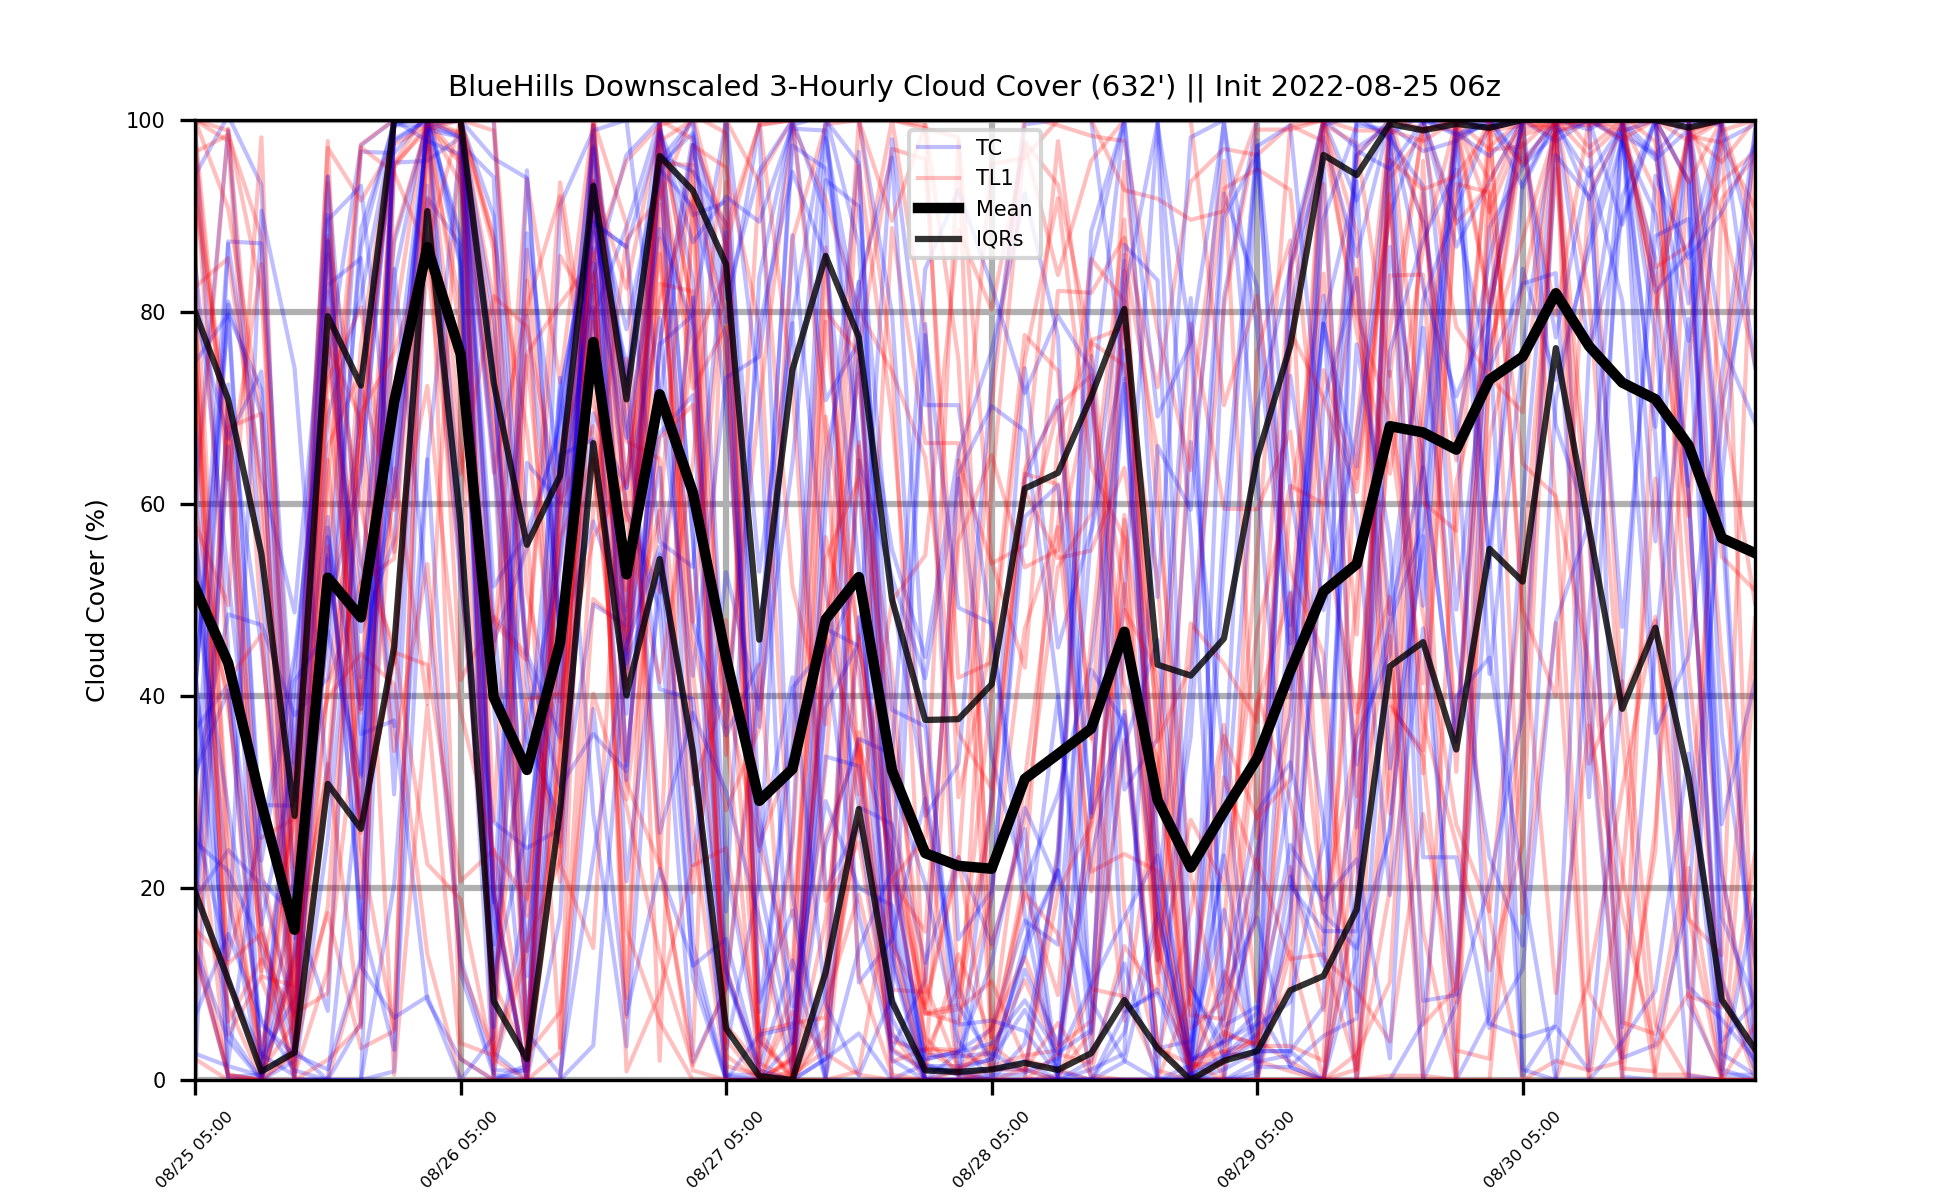 BlueHills Downscaled 3-Hourly Cloud Cover (632') || Init 2022-08-25 06z
TC
TL1
Mean
IQRs
Cloud Cover (%)
100
80
60
40
20
0
08/25 05:00
08/26 05:00
08/27 05:00
08/28 05:00
08/29 05:00
08/30 05:00